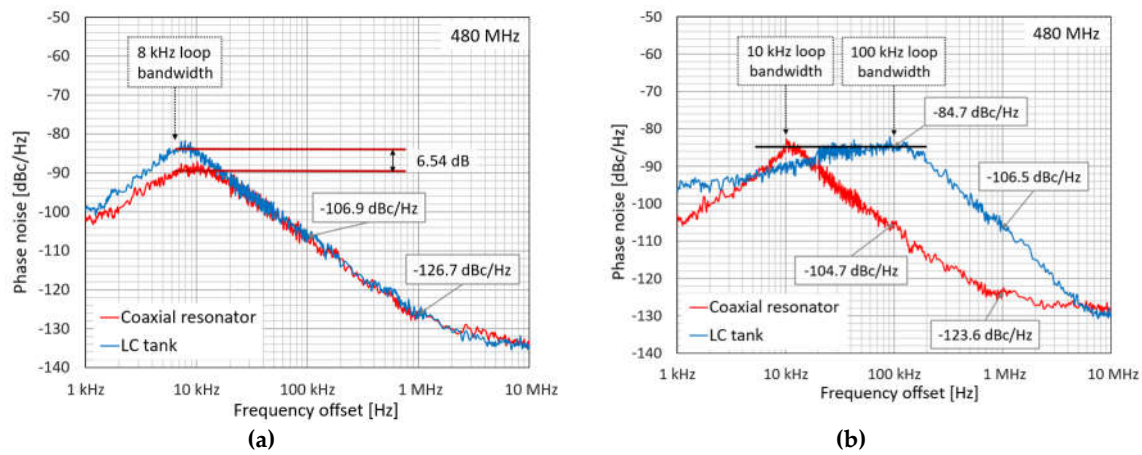 -50
-60
-70
-80
-90
-100
-110
-120
-130
-140
Phase noise [dBc/Hz]
480 MHz
8 kHz loop
bandwidth
6.54 dB
-106.9 dBc/Hz
-126.7 dBc/Hz
Coaxial resonator
LC tank
1 kHz
10 kHz
100 kHz
1 MHz
10 MHz
Frequency offset [Hz]
(a)
-50
-60
-70
-80
-90
-100
-110
-120
-130
-140
Phase noise [dBc/Hz]
480 MHz
10 kHz loop
bandwidth
100 kHz loop
bandwidth
-84.7 dBc/Hz
-106.5 dBc/Hz
-104.7 dBc/Hz
-123.6 dBc/Hz
Coaxial resonator
LC tank
1 kHz
10 kHz
100 kHz
1 MHz
10 MHz
Frequency offset [Hz]
(b)